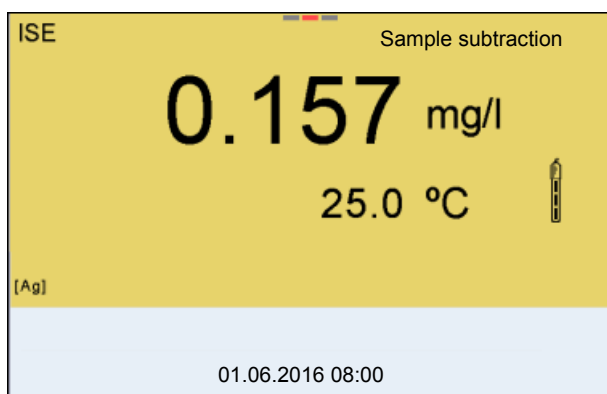 ISE
Sample subtraction
0.157 mg/l
25.0 ºC
[Ag]
01.06.2016 08:00